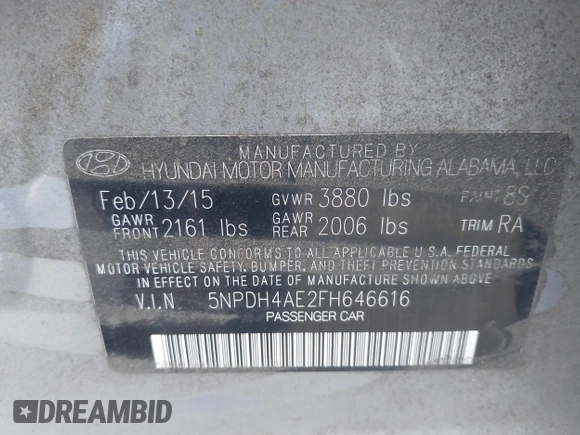 MANUFACTURED BY
HYUNDAI MOTOR MANUFACTURING ALABAMA, LLC
Feb/13/15 GVWR 3880 lbs PAINT 8S
GAWR FRONT 2161 lbs GAWR REAR 2006 lbs TRIM RA
THIS VEHICLE CONFORMS TO ALL APPLICABLE U.S.A. FEDERAL
MOTOR VEHICLE SAFETY, BUMPER, AND THEFT PREVENTION
STANDARDS IN EFFECT ON THE DATE OF MANUFACTURE SHOWN ABOVE
V.I.N 5NPDH4AE2FH646616
PASSENGER CAR
DREAMBID